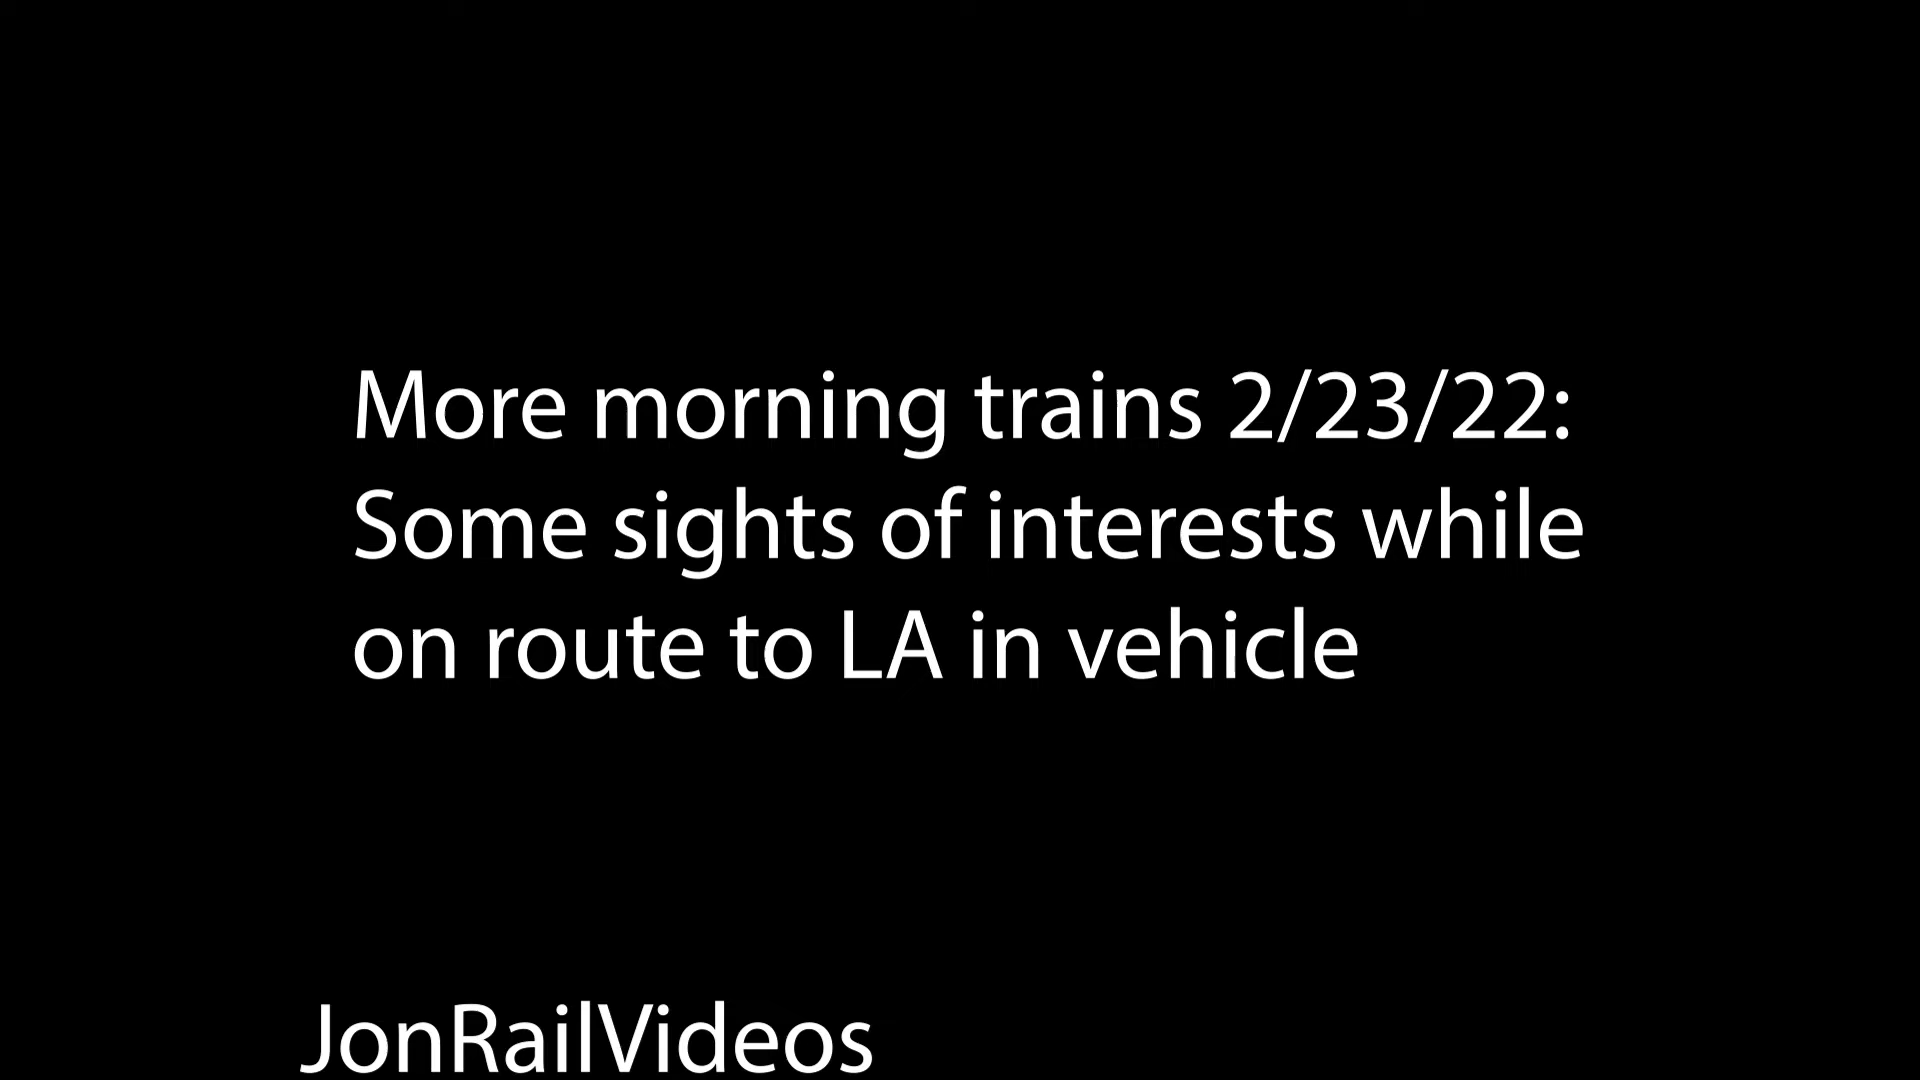 More morning trains 2/23/22:
Some sights of interests while
on route to LA in vehicle
JonRailVideos